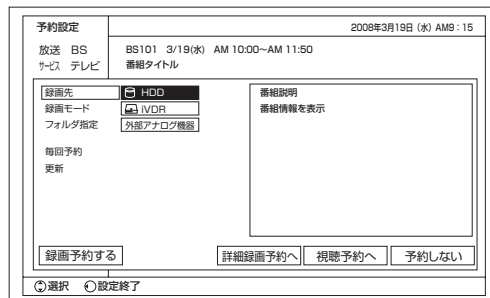 予約設定
2008年3月19日 (水) AM9：15
放送 BS
BS101 3/19(水) AM 10:00〜AM 11:50
サービス テレビ
番組タイトル
録画先
HDD
録画モード
iVDR
フォルダ指定
外部アナログ機器
毎回予約
更新
番組説明
番組情報を表示
録画予約する
詳細録画予約へ
視聴予約へ
予約しない
選択 設定終了